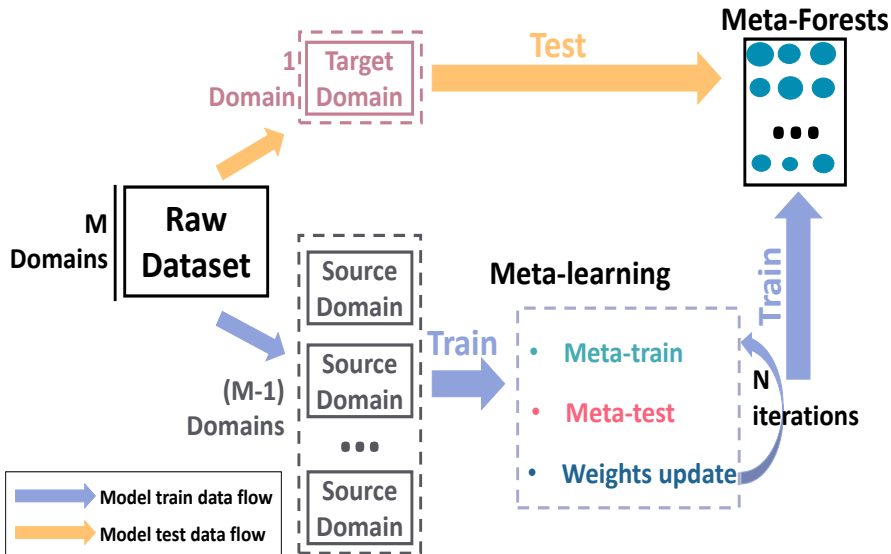 Meta-Forests
1
Domain
Target
Domain
Test
M
Domains
Raw
Dataset
Source
Domain
Source
Domain
Source
Domain
(M-1)
Domains
Train
Meta-learning
• Meta-train
• Meta-test
• Weights update
N
iterations
Train
Model train data flow
Model test data flow